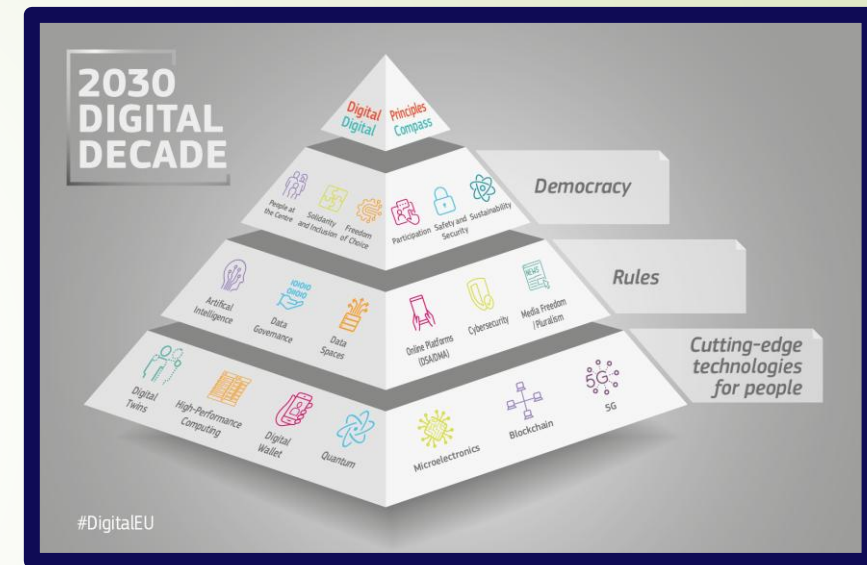 2030
DIGITAL
DECADE
Digital Principles
Digital Compass
People at
the Centre
Solidarity
and Inclusion
Freedom
of Choice
Participation
Safety and
Security
Sustainability
Democracy
Artifical
Intelligence
Data
Governance
Data
Spaces
Online Platforms
(DSA/DMA)
Cybersecurity
NEWS
Media Freedom
/Pluralism
Rules
Digital
Twins
High-Performance
Computing
Digital
Wallet
Quantum
Microelectronics
Blockchain
5G
5G
Cutting-edge
technologies
for people
#DigitalEU